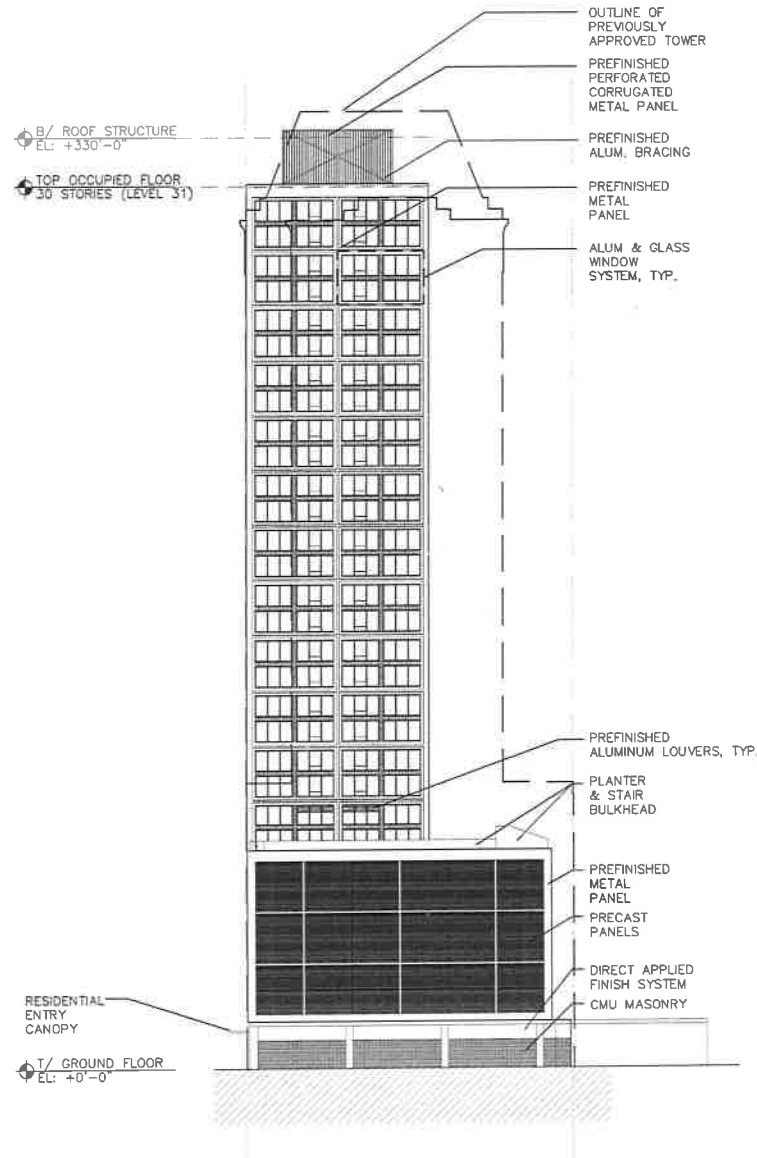 OUTLINE OF
PREVIOUSLY
APPROVED TOWER
PREFINISHED
PERFORATED
CORRUGATED
METAL PANEL
B/ ROOF STRUCTURE
EL: +330'-0"
PREFINISHED
ALUM. BRACING
TOP OCCUPIED FLOOR
30 STORIES (LEVEL 31)
PREFINISHED
METAL
PANEL
ALUM & GLASS
WINDOW
SYSTEM, TYP.
PREFINISHED
ALUMINUM LOUVERS, TYP.
PLANTER
& STAIR
BULKHEAD
PREFINISHED
METAL
PANEL
PRECAST
PANELS
DIRECT APPLIED
FINISH SYSTEM
CMU MASONRY
RESIDENTIAL
ENTRY
CANOPY
T/ GROUND FLOOR
EL: +0'-0"